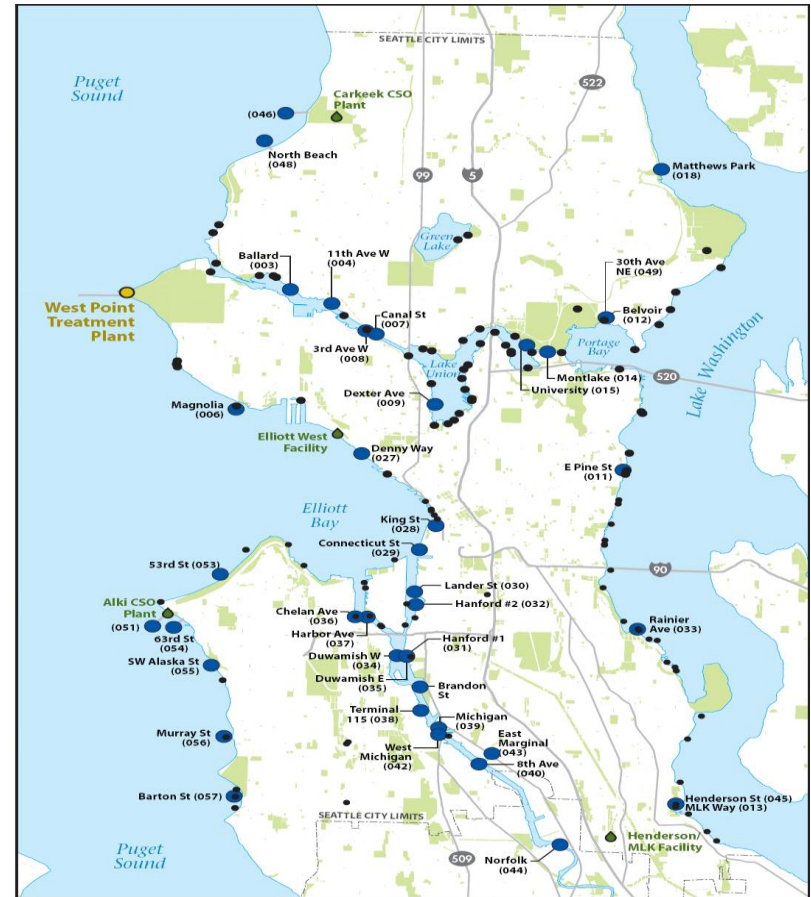 SEATTLE CITY LIMITS
Puget
Sound
522
Carkeek CSO
Plant
(046)
North Beach
(048)
99
5
Matthews Park
(018)
Green
Lake
Ballard
(003)
11th Ave W
(004)
30th Ave
NE (049)
West Point
Treatment
Plant
Canal St
(007)
Belvoir
(012)
3rd Ave W
(008)
Portage
Bay
Lake
Union
Lake Washington
Montlake (014)
520
University (015)
Dexter Ave
(009)
Magnolia
(006)
Elliott West
Facility
Denny Way
(027)
E Pine St
(011)
Elliott
Bay
King St
(028)
Connecticut St
(029)
53rd St (053)
90
Lander St (030)
Alki CSO
Plant
Chelan Ave
(036)
Hanford #2 (032)
(051)
63rd St
(054)
Harbor Ave
(037)
Hanford #1
(031)
Rainier
Ave (033)
SW Alaska St
(055)
Duwamish W
(034)
Duwamish E
(035)
Brandon
St
Terminal
115 (038)
Michigan
(039)
Murray St
(056)
West
Michigan
(042)
East
Marginal
(043)
8th Ave
(040)
Barton St (057)
Henderson St (045)
MLK Way (013)
SEATTLE CITY LIMITS
Henderson/
MLK Facility
Puget
Sound
509
Norfolk
(044)